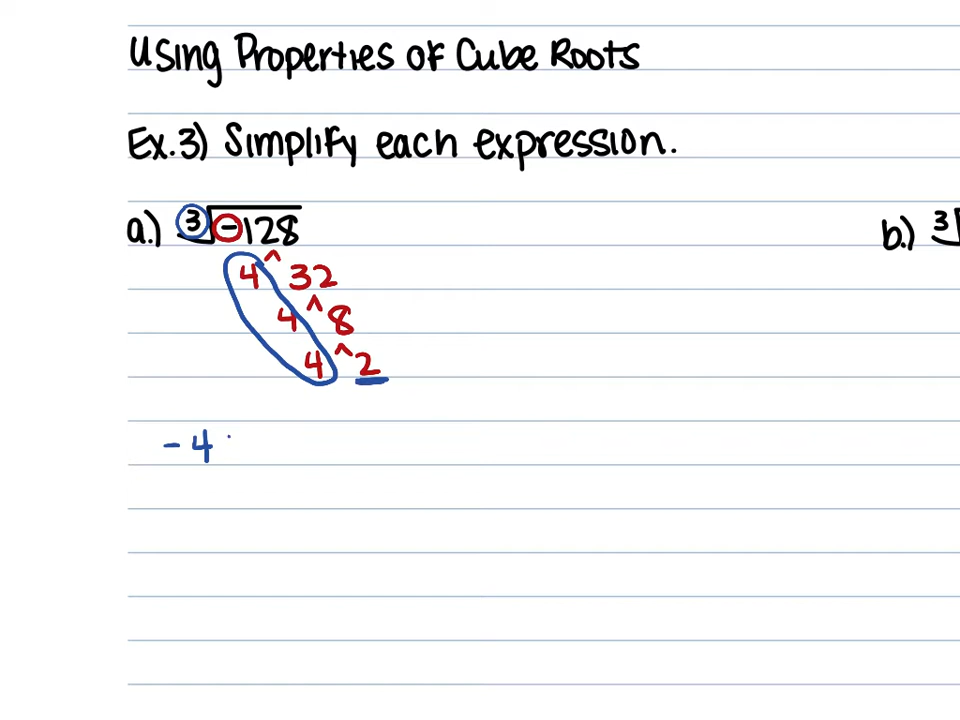 Using Properties of Cube Roots
Ex.3) Simplify each expression.
a.) ∛-128
b.) 3
4 ^ 32
4 ^ 8
4 ^ 2
- 4